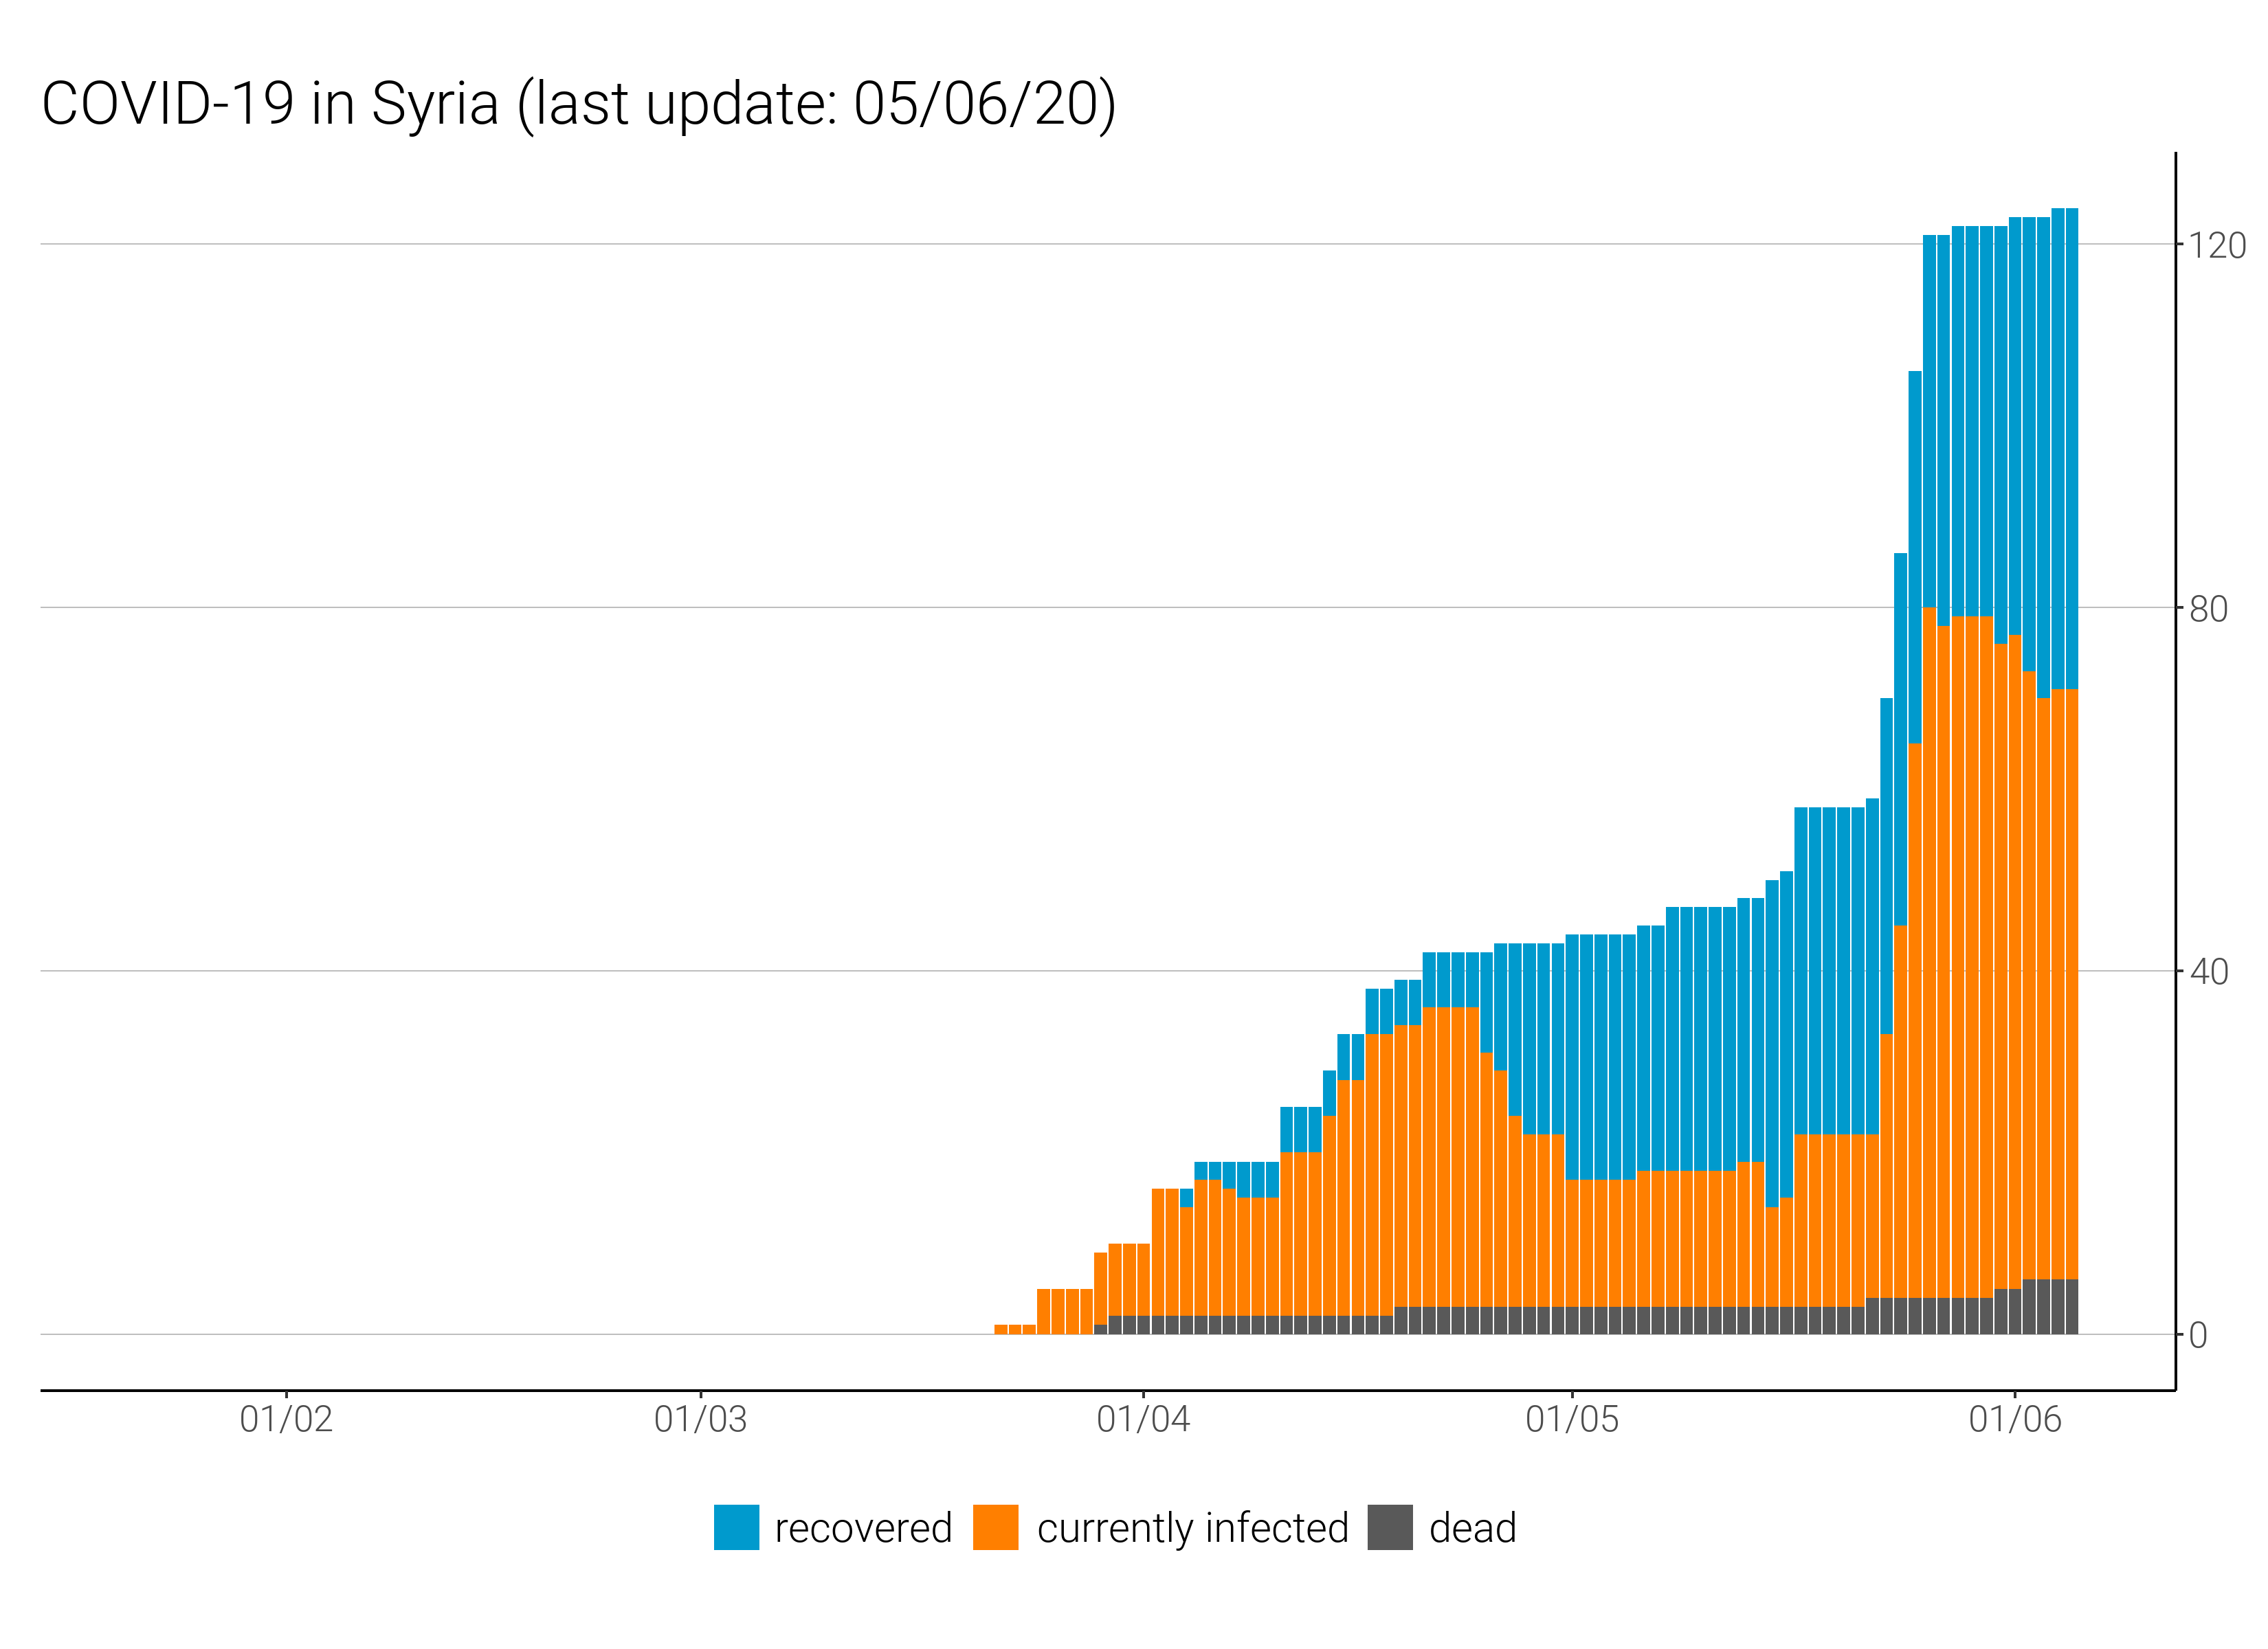 COVID-19 in Syria (last update: 05/06/20)
120
80
40
0
01/02 01/03 01/04 01/05 01/06
recovered currently infected dead